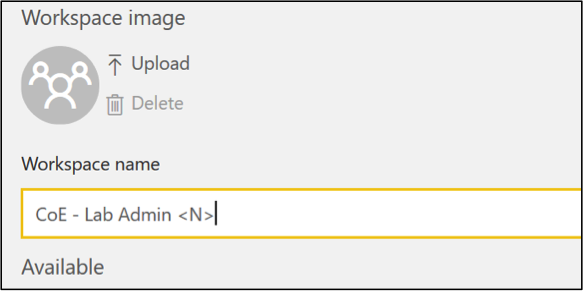 Workspace image
Upload
Delete
Workspace name
CoE - Lab Admin <N>
Available